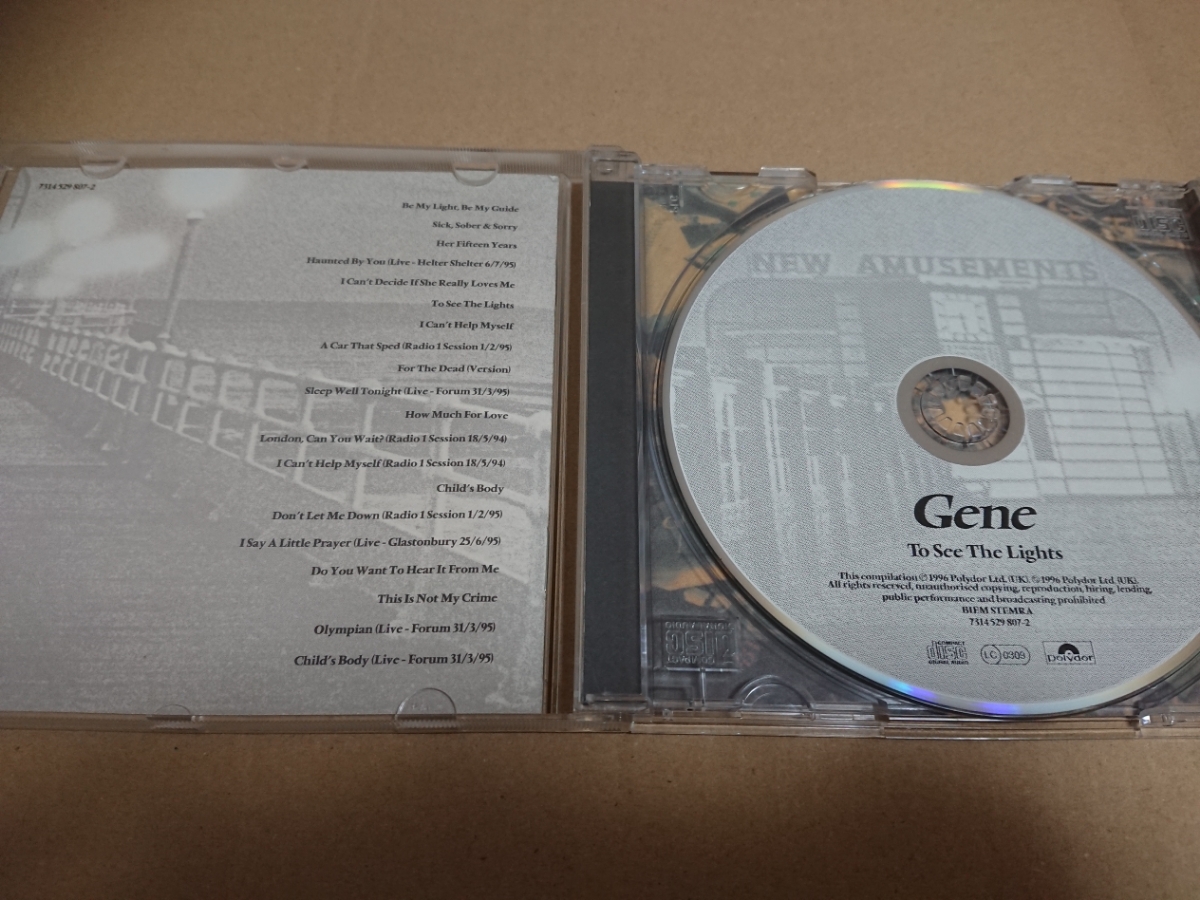 7314 529 807-2
Be My Light, Be My Guide
Sick, Sober & Sorry
Her Fifteen Years
Haunted By You (Live - Helter Shelter 6/7/95)
I Can't Decide If She Really Loves Me
To See The Lights
I Can't Help Myself
A Car That Sped (Radio 1 Session 1/2/95)
For The Dead (Version)
Sleep Well Tonight (Live - Forum 31/3/95)
How Much For Love
London, Can You Wait? (Radio 1 Session 18/5/94)
I Can't Help Myself (Radio 1 Session 18/5/94)
Child's Body
Don't Let Me Down (Radio 1 Session 1/2/95)
I Say A Little Prayer (Live - Glastonbury 25/6/95)
Do You Want To Hear It From Me
This Is Not My Crime
Olympian (Live - Forum 31/3/95)
Child's Body (Live - Forum 31/3/95)
NEW AMUSEMENTS
Gene
To See The Lights
This compilation ℗ 1996 Polydor Ltd. (UK). © 1996 Polydor Ltd. (UK).
All rights reserved, unauthorised copying, reproduction, hiring, lending,
public performance and broadcasting prohibited
BIEM STEMRA
7314 529 807-2
COMPACT
disc
DIGITAL AUDIO
LC 0309
Polydor